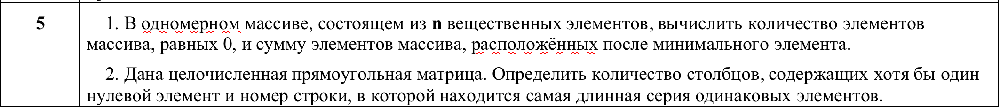 5
1. В одномерном массиве, состоящем из n вещественных элементов, вычислить количество элементов
массива, равных 0, и сумму элементов массива, расположённых после минимального элемента.
2. Дана целочисленная прямоугольная матрица. Определить количество столбцов, содержащих хотя бы один
нулевой элемент и номер строки, в которой находится самая длинная серия одинаковых элементов.